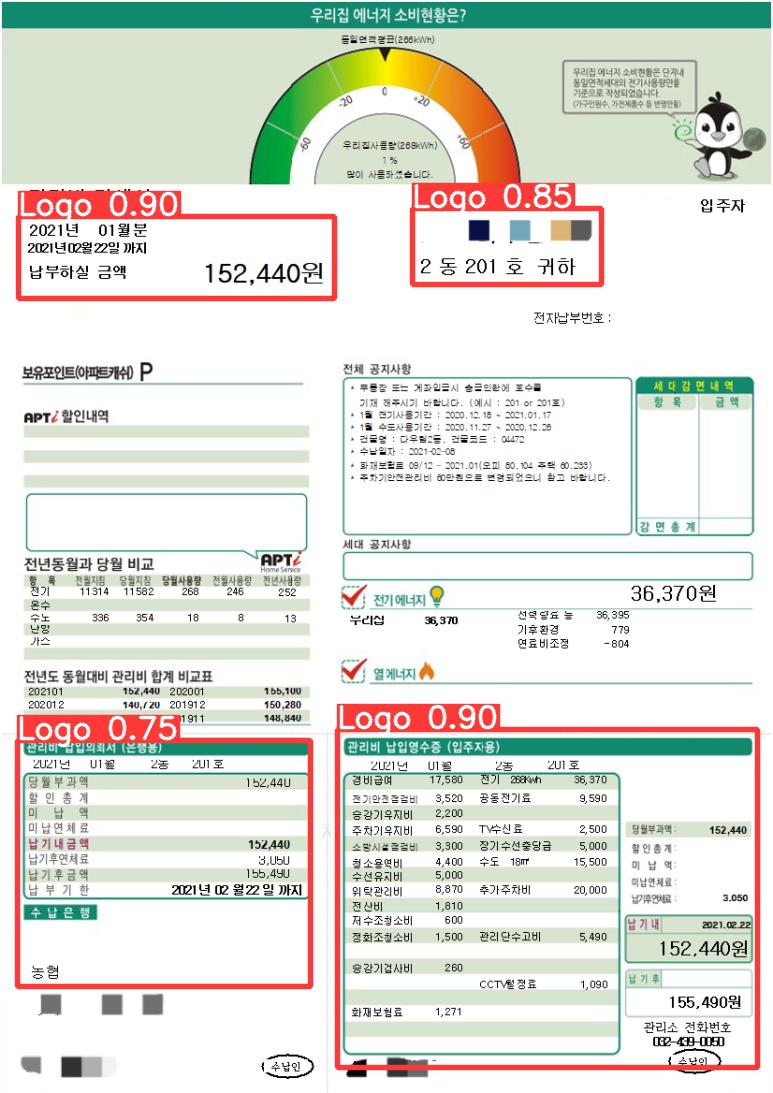 우리집 에너지 소비현황은?
동일면적평균(266kWh)
-60 -20 0 +20 +60
우리집사용량(268kWh)
1 %
많이 사용하셨습니다.
우리집 에너지 소비현황은 단지내
동일면적세대의 전기사용량만을
기준으로 작성되었습니다.
(가구인원수, 가전제품수 등 반영안됨)
Logo 0.90
2021년 01월분
2021년02월22일 까지
납부하실 금액 152,440원
Logo 0.85
2 동 201 호 귀하
입주자
전자납부번호 :
보유포인트(아파트캐쉬) P
APTi 할인내역
전체 공지사항
* 무통장 또는 계좌입금시 송금인란에 호수를
기재 해주시기 바랍니다. (예시 : 201 or 201호)
* 1월 전기사용기간 : 2020.12.18 ~ 2021.01.17
* 1월 수도사용기간 : 2020.11.27 ~ 2020.12.26
* 건물명 : 다우림2동, 건물코드 : 04472
* 수납일자 : 2021-02-08
* 화재보험료 09/12 - 2021.01(오피 80,104 주택 60,233)
* 주차기안전관리비 60만원으로 변경되었으니 참고 바랍니다.
세 대 감 면 내 역
항 목 금 액
감 면 총 계
세대 공지사항
APTi
Home Service
전년동월과 당월 비교
항 목 전월지침 당월지침 당월사용량 전월사용량 전년사용량
전기 11314 11582 268 246 252
온수
수도 336 354 18 8 13
난방
가스
전기에너지 36,370원
우리집 36,370
선택요금 등 36,395
기후환경 779
연료비조정 -804
열에너지
전년도 동월대비 관리비 합계 비교표
202101 152,440 202001 155,100
202012 140,720 201912 150,280
201911 148,840
Logo 0.75
관리비 납입의뢰서 (은행용)
2021년 01월 2동 201호
당월부과액 152,440
할 인 총 계
미 납 액
미납연체료
납기내금액 152,440
납기후연체료 3,050
납기후금액 155,490
납 부 기 한 2021년 02 월22 일 까지
수 납 은 행
농협
수납인
Logo 0.90
관리비 납입영수증 (입주자용)
2021년 01월 2동 201호
경비급여 17,580 전기 268kWh 36,370
전기안전점검비 3,520 공동전기료 9,590
승강기유지비 2,200
주차기유지비 6,590 TV수신료 2,500
소방시설점검비 3,300 장기수선충당금 5,000
청소용역비 4,400 수도 18㎥ 15,500
수선유지비 5,000
위탁관리비 8,870 추가주차비 20,000
전산비 1,810
저수조청소비 600
정화조청소비 1,500 관리단수고비 5,490
승강기검사비 260
CCTV월정료 1,090
화재보험료 1,271
당월부과액: 152,440
할 인 총 계 :
미 납 액 :
미납연체료 :
납기후연체료 : 3,050
납 기 내 2021.02.22
152,440원
납 기 후
155,490원
관리소 전화번호
032-439-0050
수납인